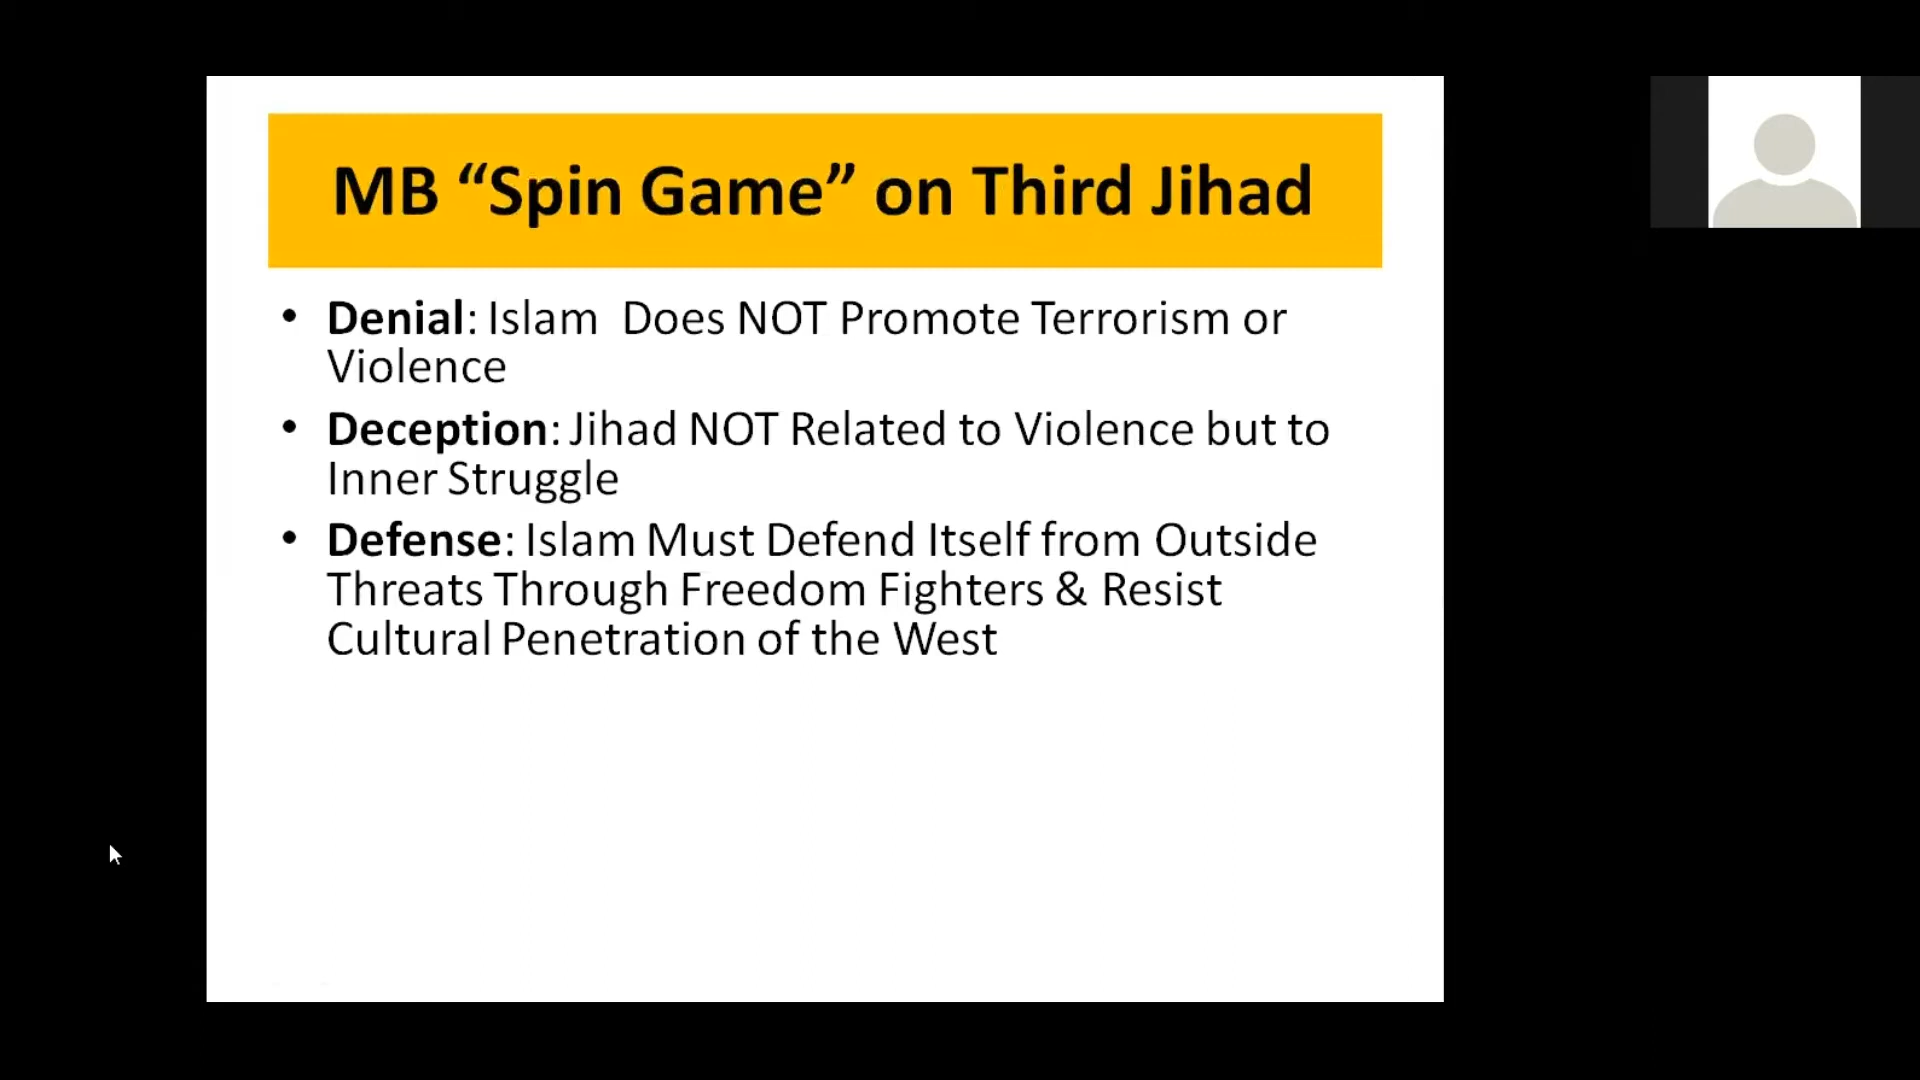 MB “Spin Game” on Third Jihad
• Denial: Islam  Does NOT Promote Terrorism or
Violence
• Deception: Jihad NOT Related to Violence but to
Inner Struggle
• Defense: Islam Must Defend Itself from Outside
Threats Through Freedom Fighters & Resist
Cultural Penetration of the West